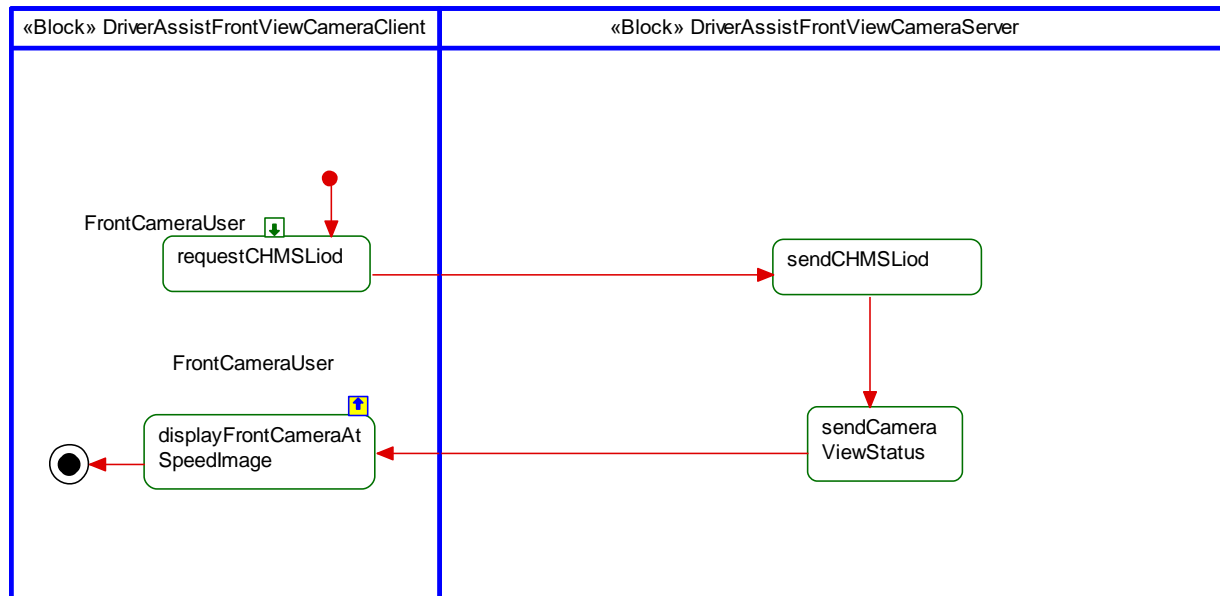 «Block» DriverAssistFrontViewCameraClient
«Block» DriverAssistFrontViewCameraServer
FrontCameraUser
requestCHMSLiod
sendCHMSLiod
FrontCameraUser
displayFrontCameraAt
SpeedImage
sendCamera
ViewStatus